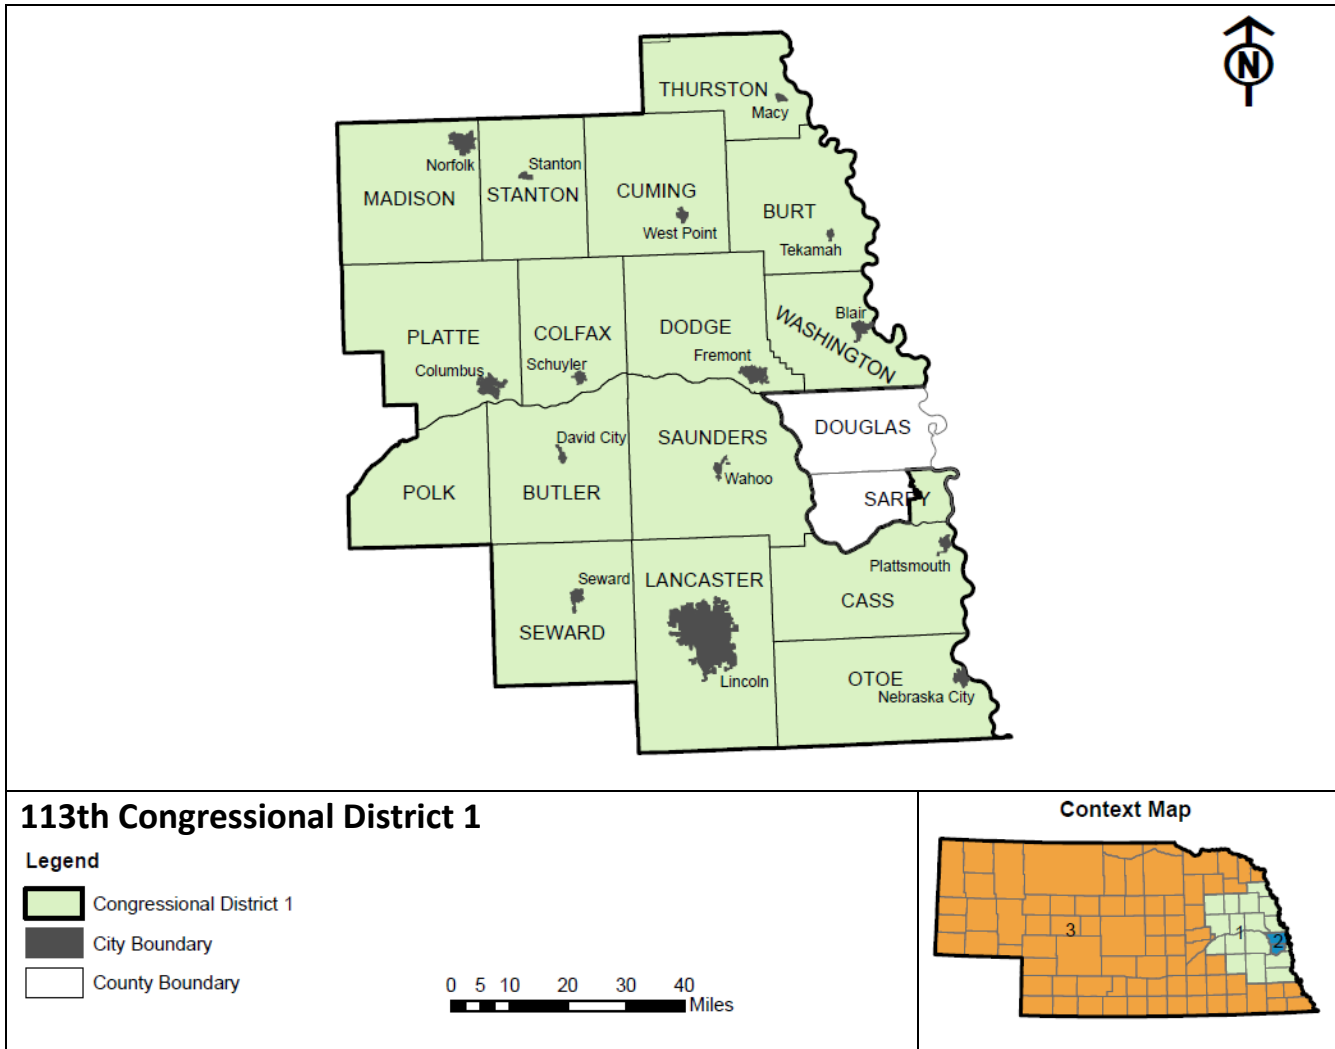 N
THURSTON
Macy
Norfolk
Stanton
MADISON
STANTON
CUMING
West Point
BURT
Tekamah
PLATTE
COLFAX
DODGE
Blair
WASHINGTON
Columbus
Schuyler
Fremont
DOUGLAS
David City
SAUNDERS
Wahoo
POLK
BUTLER
SARPY
Plattsmouth
Seward
LANCASTER
CASS
SEWARD
Lincoln
OTOE
Nebraska City
113th Congressional District 1
Legend
Congressional District 1
City Boundary
County Boundary
0 5 10 20 30 40
Miles
Context Map
3
1
2